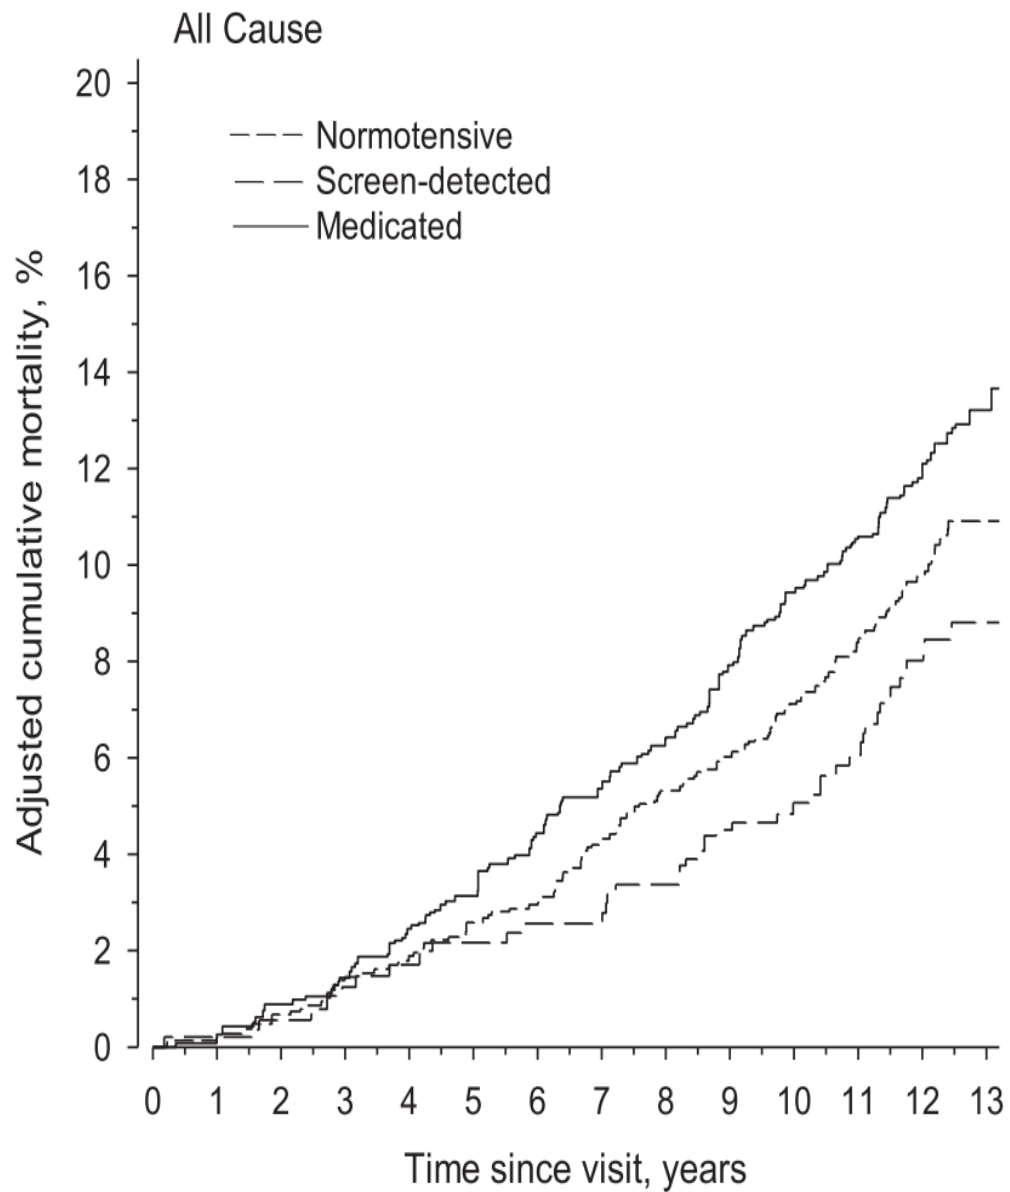 All Cause
Normotensive
Screen-detected
Medicated
Adjusted cumulative mortality, %
20
18
16
14
12
10
8
6
4
2
0
0 1 2 3 4 5 6 7 8 9 10 11 12 13
Time since visit, years